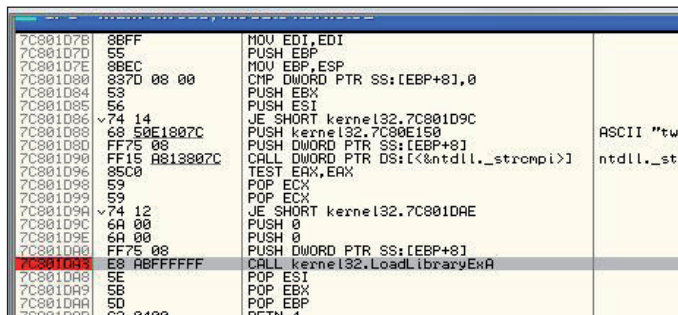 7C801D7B 8BFF MOV EDI,EDI
7C801D7D 55 PUSH EBP
7C801D7E 8BEC MOV EBP,ESP
7C801D80 837D 08 00 CMP DWORD PTR SS:[EBP+8],0
7C801D84 53 PUSH EBX
7C801D85 56 PUSH ESI
7C801D86 74 14 JE SHORT kernel32.7C801D9C
7C801D88 68 50E1807C PUSH kernel32.7C80E150 ASCII "tw
7C801D8D FF75 08 PUSH DWORD PTR SS:[EBP+8]
7C801D90 FF15 A813807C CALL DWORD PTR DS:[<&ntdll._strcmpi>] ntdll._st
7C801D96 85C0 TEST EAX,EAX
7C801D98 59 POP ECX
7C801D99 59 POP ECX
7C801D9A 74 12 JE SHORT kernel32.7C801DAE
7C801D9C 6A 00 PUSH 0
7C801D9E 6A 00 PUSH 0
7C801DA0 FF75 08 PUSH DWORD PTR SS:[EBP+8]
7C801DA3 E8 ABFFFFFF CALL kernel32.LoadLibraryExA
7C801DA8 5E POP ESI
7C801DA9 5B POP EBX
7C801DAA 5D POP EBP